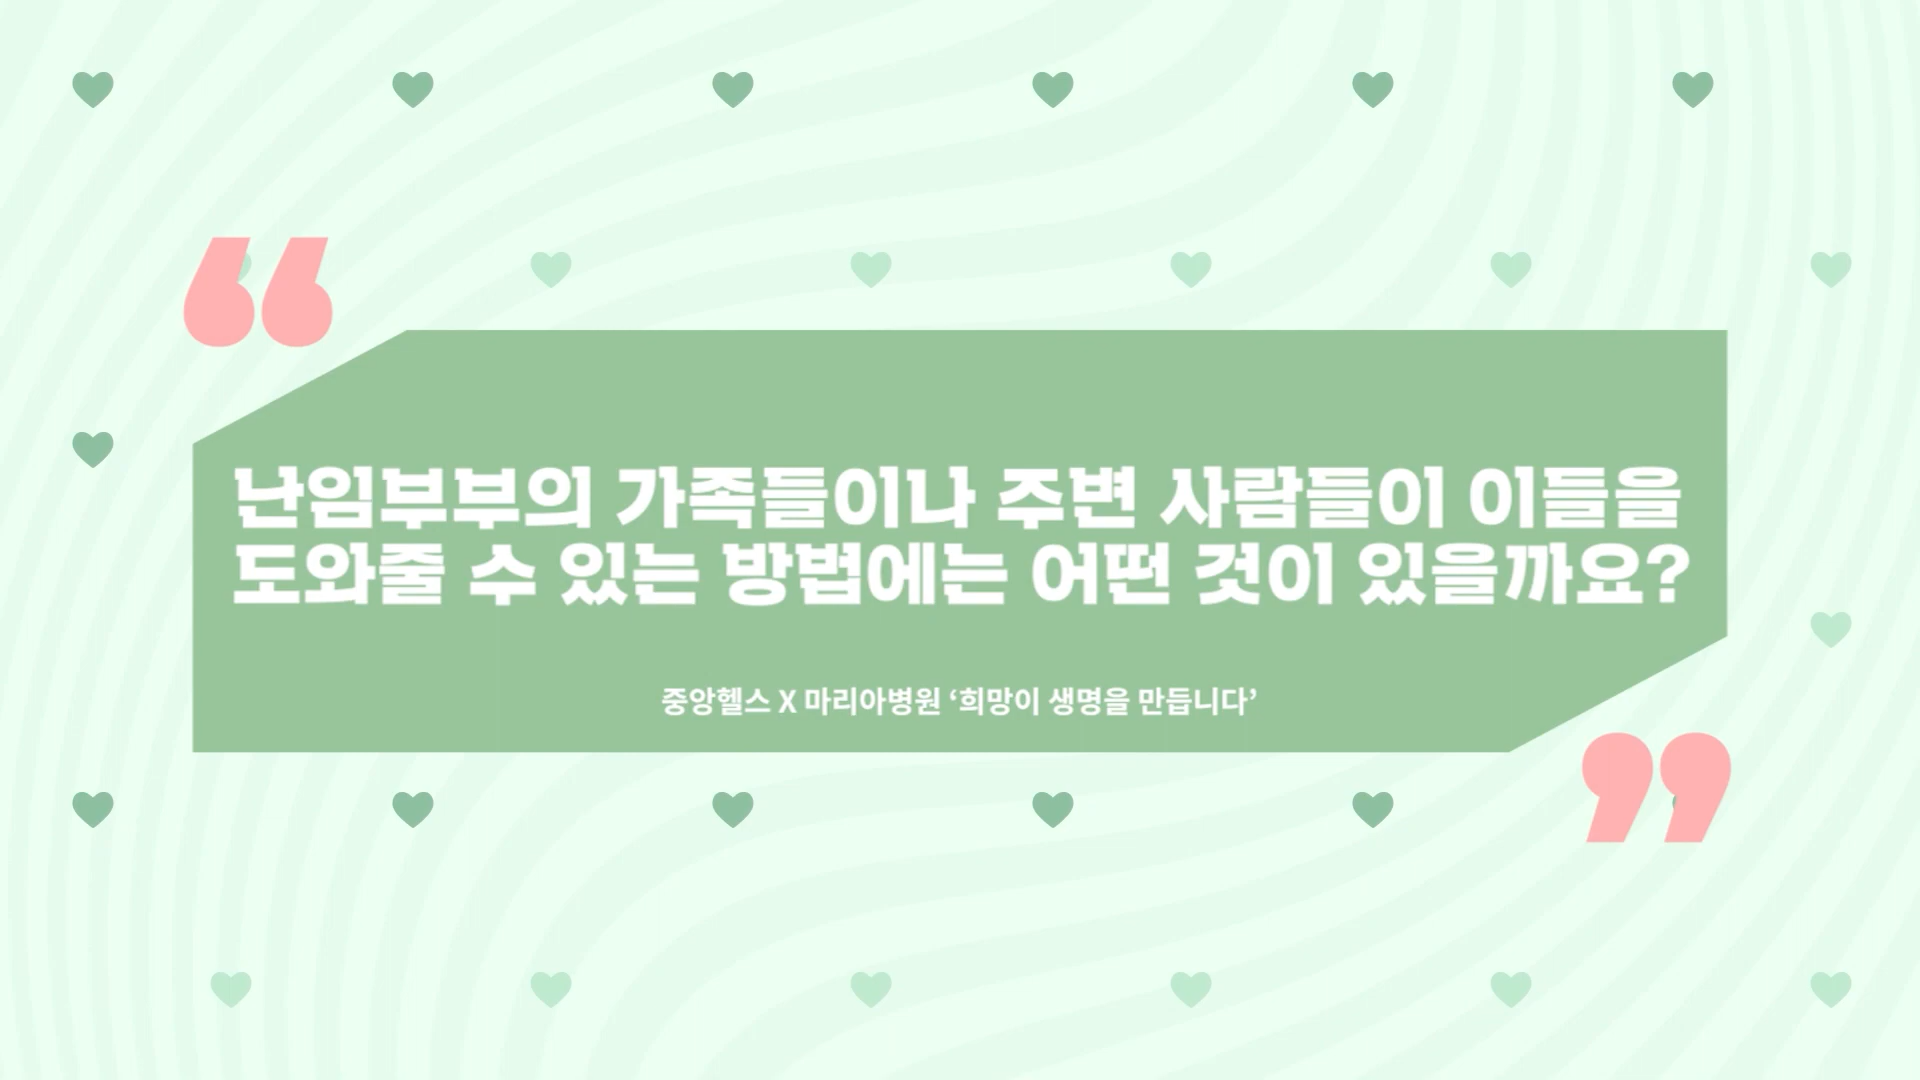 난임부부의 가족들이나 주변 사람들이 이들을
도와줄 수 있는 방법에는 어떤 것이 있을까요?
중앙헬스 X 마리아병원 ‘희망이 생명을 만듭니다’